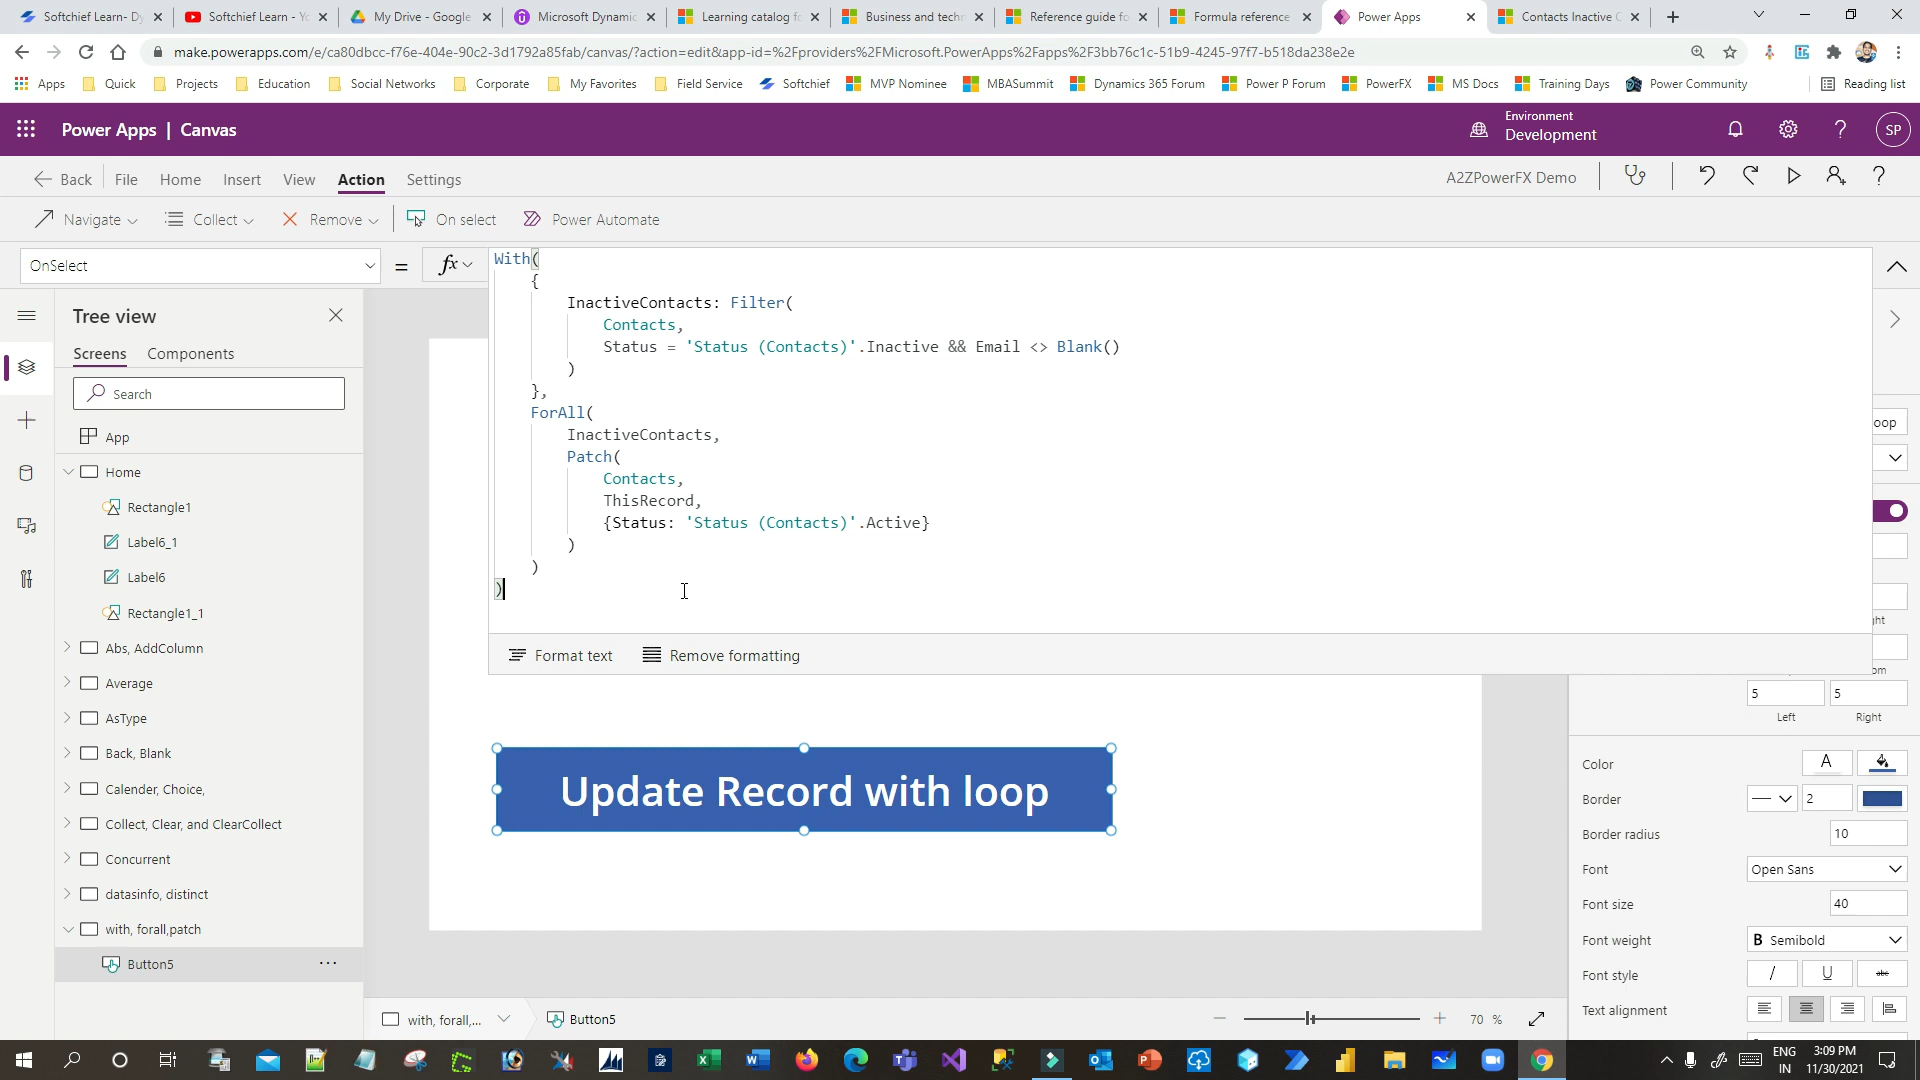 Softchief Learn- Dy
Softchief Learn - Yo
My Drive - Google
Microsoft Dynamic
Learning catalog fo
Business and techn
Reference guide fo
Formula reference
Power Apps
Contacts Inactive C
make.powerapps.com/e/ca80dbcc-f76e-404e-90c2-3d1792a85fab/canvas/?action=edit&app-id=%2Fproviders%2FMicrosoft.PowerApps%2Fapps%2F3bb76c1c-51b9-4245-97f7-b518da238e2e
Apps
Quick
Projects
Education
Social Networks
Corporate
My Favorites
Field Service
Softchief
MVP Nominee
MBASummit
Dynamics 365 Forum
Power P Forum
PowerFX
MS Docs
Training Days
Power Community
Reading list
Power Apps | Canvas
Environment
Development
SP
Back
File
Home
Insert
View
Action
Settings
A2ZPowerFX Demo
Navigate
Collect
Remove
On select
Power Automate
OnSelect
=
fx
With(
{
InactiveContacts: Filter(
Contacts,
Status = 'Status (Contacts)'.Inactive && Email <> Blank()
)
},
ForAll(
InactiveContacts,
Patch(
Contacts,
ThisRecord,
{Status: 'Status (Contacts)'.Active}
)
)
)
Format text
Remove formatting
Tree view
Screens
Components
Search
App
Home
Rectangle1
Label6_1
Label6
Rectangle1_1
Abs, AddColumn
Average
AsType
Back, Blank
Calender, Choice,
Collect, Clear, and ClearCollect
Concurrent
datasinfo, distinct
with, forall,patch
Button5
Update Record with loop
oop
ht
om
5
5
Left
Right
Color
A
Border
2
Border radius
10
Font
Open Sans
Font size
40
Font weight
B Semibold
Font style
/
U
abc
Text alignment
with, forall,...
Button5
70 %
ENG
IN
3:09 PM
11/30/2021